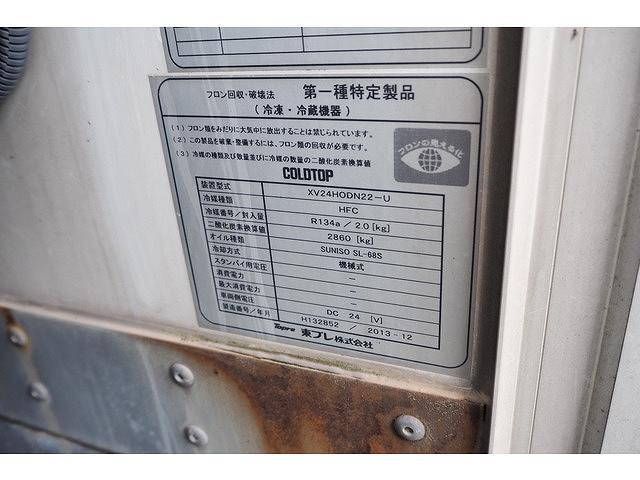 フロン回収・破壊法 第一種特定製品
(冷凍・冷蔵機器)
(1) フロン類をみだりに大気中に放出することは禁じられています。
(2) この製品を破棄・整備するには、フロン類の回収が必要です。
(3) 冷媒の種類及び数量並びに冷媒の数量の二酸化炭素換算値
フロンの見える化
COLDTOP
装置型式 XV24HODN22-U
冷媒種類 HFC
冷媒番号/封入量 R134a / 2.0 [kg]
二酸化炭素換算値 2860 [kg]
オイル種類 SUNISO SL-68S
冷却方式 機械式
スタンバイ用電圧 -
消費電力 -
最大消費電力 -
車両側電圧 DC 24 [V]
製造番号/年月 H132852 / 2013-12
Topre 東プレ株式会社